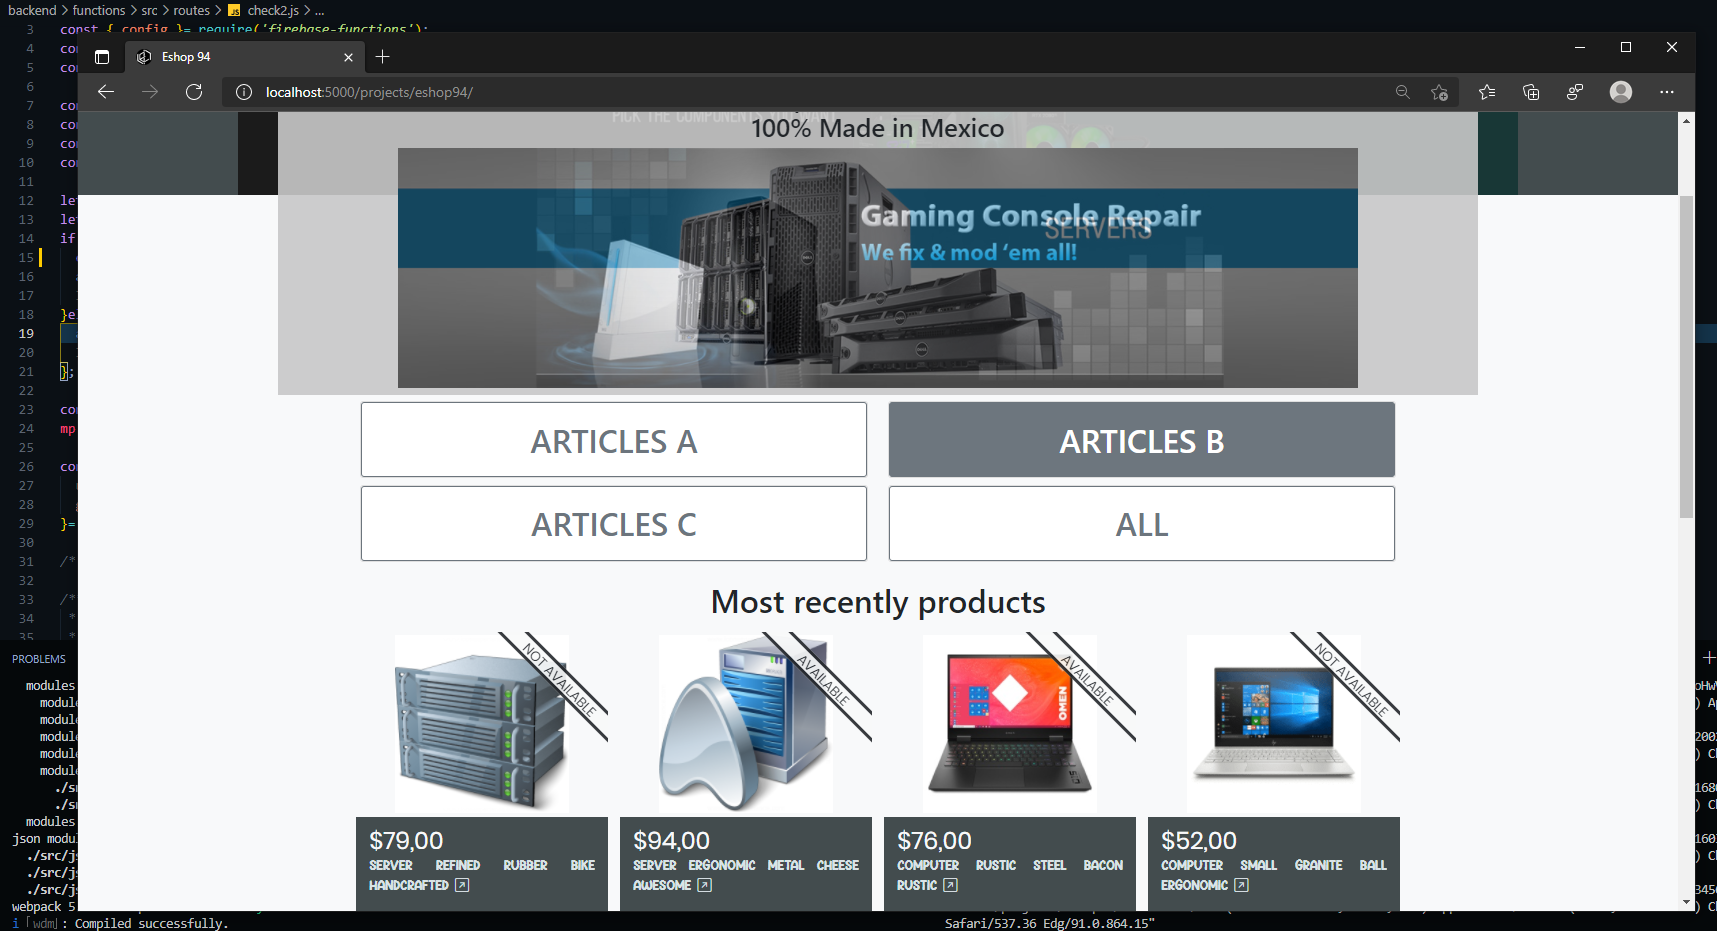 backend > functions > src > routes > JS check2.js > ...
3 const { config }= require('firebase-functions');
4 co
5 co
6
7 co
8 co
9 co
10 co
11
12 le
13 le
14 if
15
16 a
17
18 }e
19
20
21 };
22
23 co
24 mp
25
26 co
27
28
29 }=
30
31 /*
32
33 /*
34 *
35 *
Eshop 94
localhost:5000/projects/eshop94/
PICK THE COMPONENTS YOU WANT
100% Made in Mexico
Gaming Console Repair
SERVERS
We fix & mod ‘em all!
ARTICLES A
ARTICLES B
ARTICLES C
ALL
Most recently products
NOT AVAILABLE
AVAILABLE
AVAILABLE
NOT AVAILABLE
OMEN
$79,00
SERVER REFINED RUBBER BIKE
HANDCRAFTED
$94,00
SERVER ERGONOMIC METAL CHEESE
AWESOME
$76,00
COMPUTER RUSTIC STEEL BACON
RUSTIC
$52,00
COMPUTER SMALL GRANITE BALL
ERGONOMIC
PROBLEMS
modules
modul
modul
modul
modul
modul
./s
./s
modules
json modul
./src/j
./src/j
./src/j
webpack 5
i ｢wdm｣: Compiled successfully.
Safari/537.36 Edg/91.0.864.15"